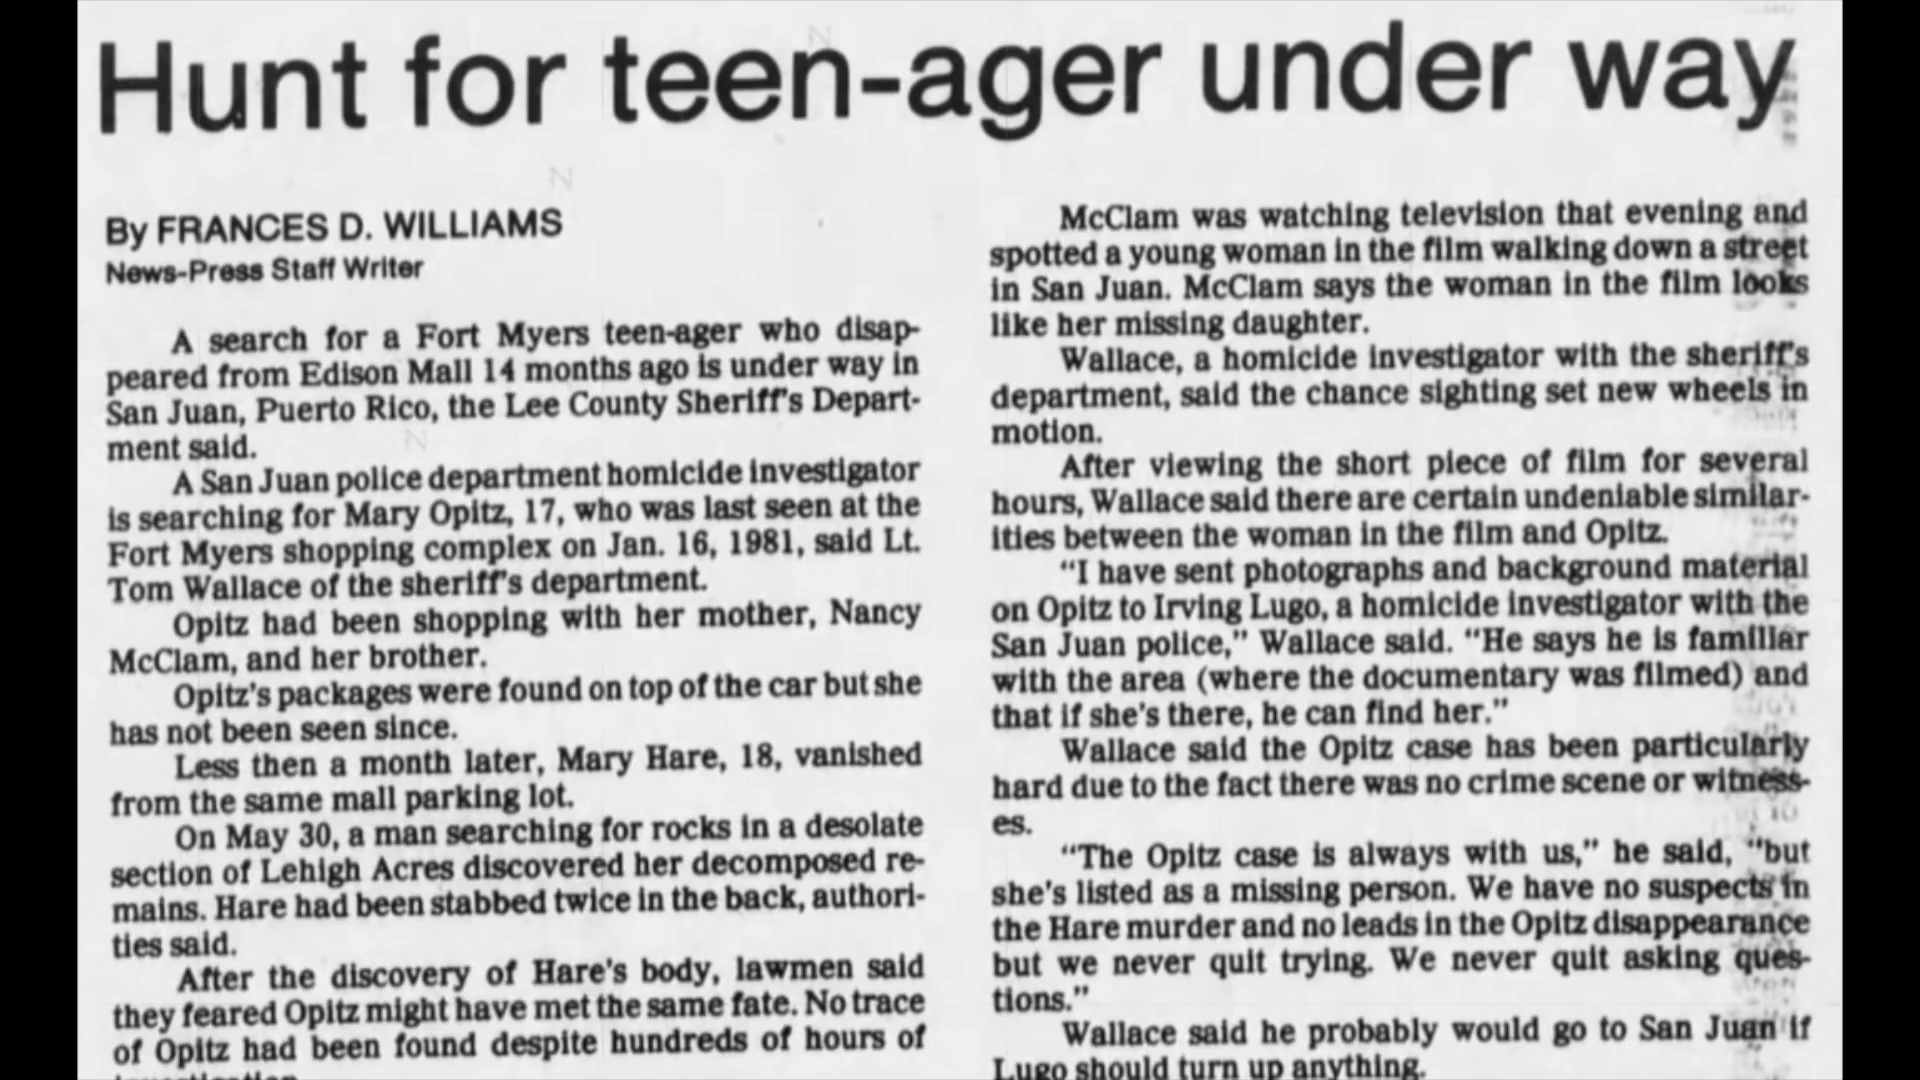 Hunt for teen-ager under way
By FRANCES D. WILLIAMS
News-Press Staff Writer
A search for a Fort Myers teen-ager who disap-
peared from Edison Mall 14 months ago is under way in
San Juan, Puerto Rico, the Lee County Sheriff's Depart-
ment said.
A San Juan police department homicide investigator
is searching for Mary Opitz, 17, who was last seen at the
Fort Myers shopping complex on Jan. 16, 1981, said Lt.
Tom Wallace of the sheriff's department.
Opitz had been shopping with her mother, Nancy
McClam, and her brother.
Opitz's packages were found on top of the car but she
has not been seen since.
Less then a month later, Mary Hare, 18, vanished
from the same mall parking lot.
On May 30, a man searching for rocks in a desolate
section of Lehigh Acres discovered her decomposed re-
mains. Hare had been stabbed twice in the back, authori-
ties said.
After the discovery of Hare's body, lawmen said
they feared Opitz might have met the same fate. No trace
of Opitz had been found despite hundreds of hours of
McClam was watching television that evening and
spotted a young woman in the film walking down a street
in San Juan. McClam says the woman in the film looks
like her missing daughter.
Wallace, a homicide investigator with the sheriff's
department, said the chance sighting set new wheels in
motion.
After viewing the short piece of film for several
hours, Wallace said there are certain undeniable similar-
ities between the woman in the film and Opitz.
"I have sent photographs and background material
on Opitz to Irving Lugo, a homicide investigator with the
San Juan police," Wallace said. "He says he is familiar
with the area (where the documentary was filmed) and
that if she's there, he can find her."
Wallace said the Opitz case has been particularly
hard due to the fact there was no crime scene or witness-
es.
"The Opitz case is always with us," he said, "but
she's listed as a missing person. We have no suspects in
the Hare murder and no leads in the Opitz disappearance
but we never quit trying. We never quit asking ques-
tions."
Wallace said he probably would go to San Juan if
Lugo should turn up anything.